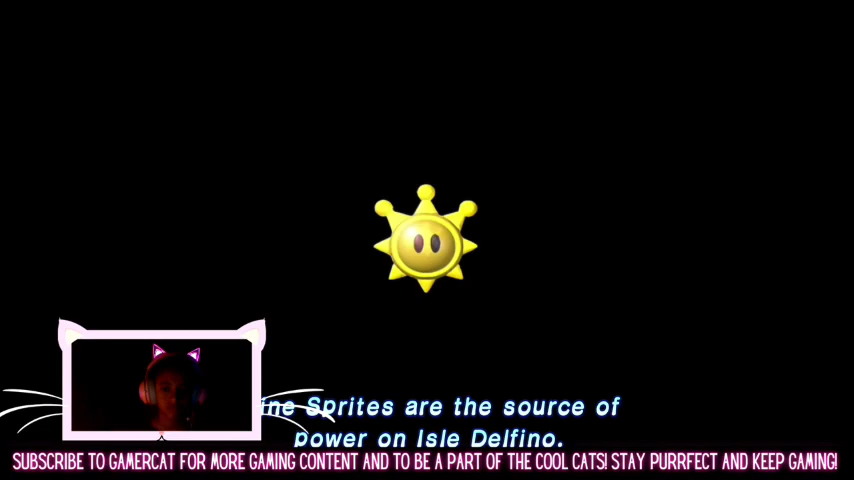 ine Sprites are the source of
power on Isle Delfino.
SUBSCRIBE TO GAMERCAT FOR MORE GAMING CONTENT AND TO BE A PART OF THE COOL CATS! STAY PURRFECT AND KEEP GAMING!